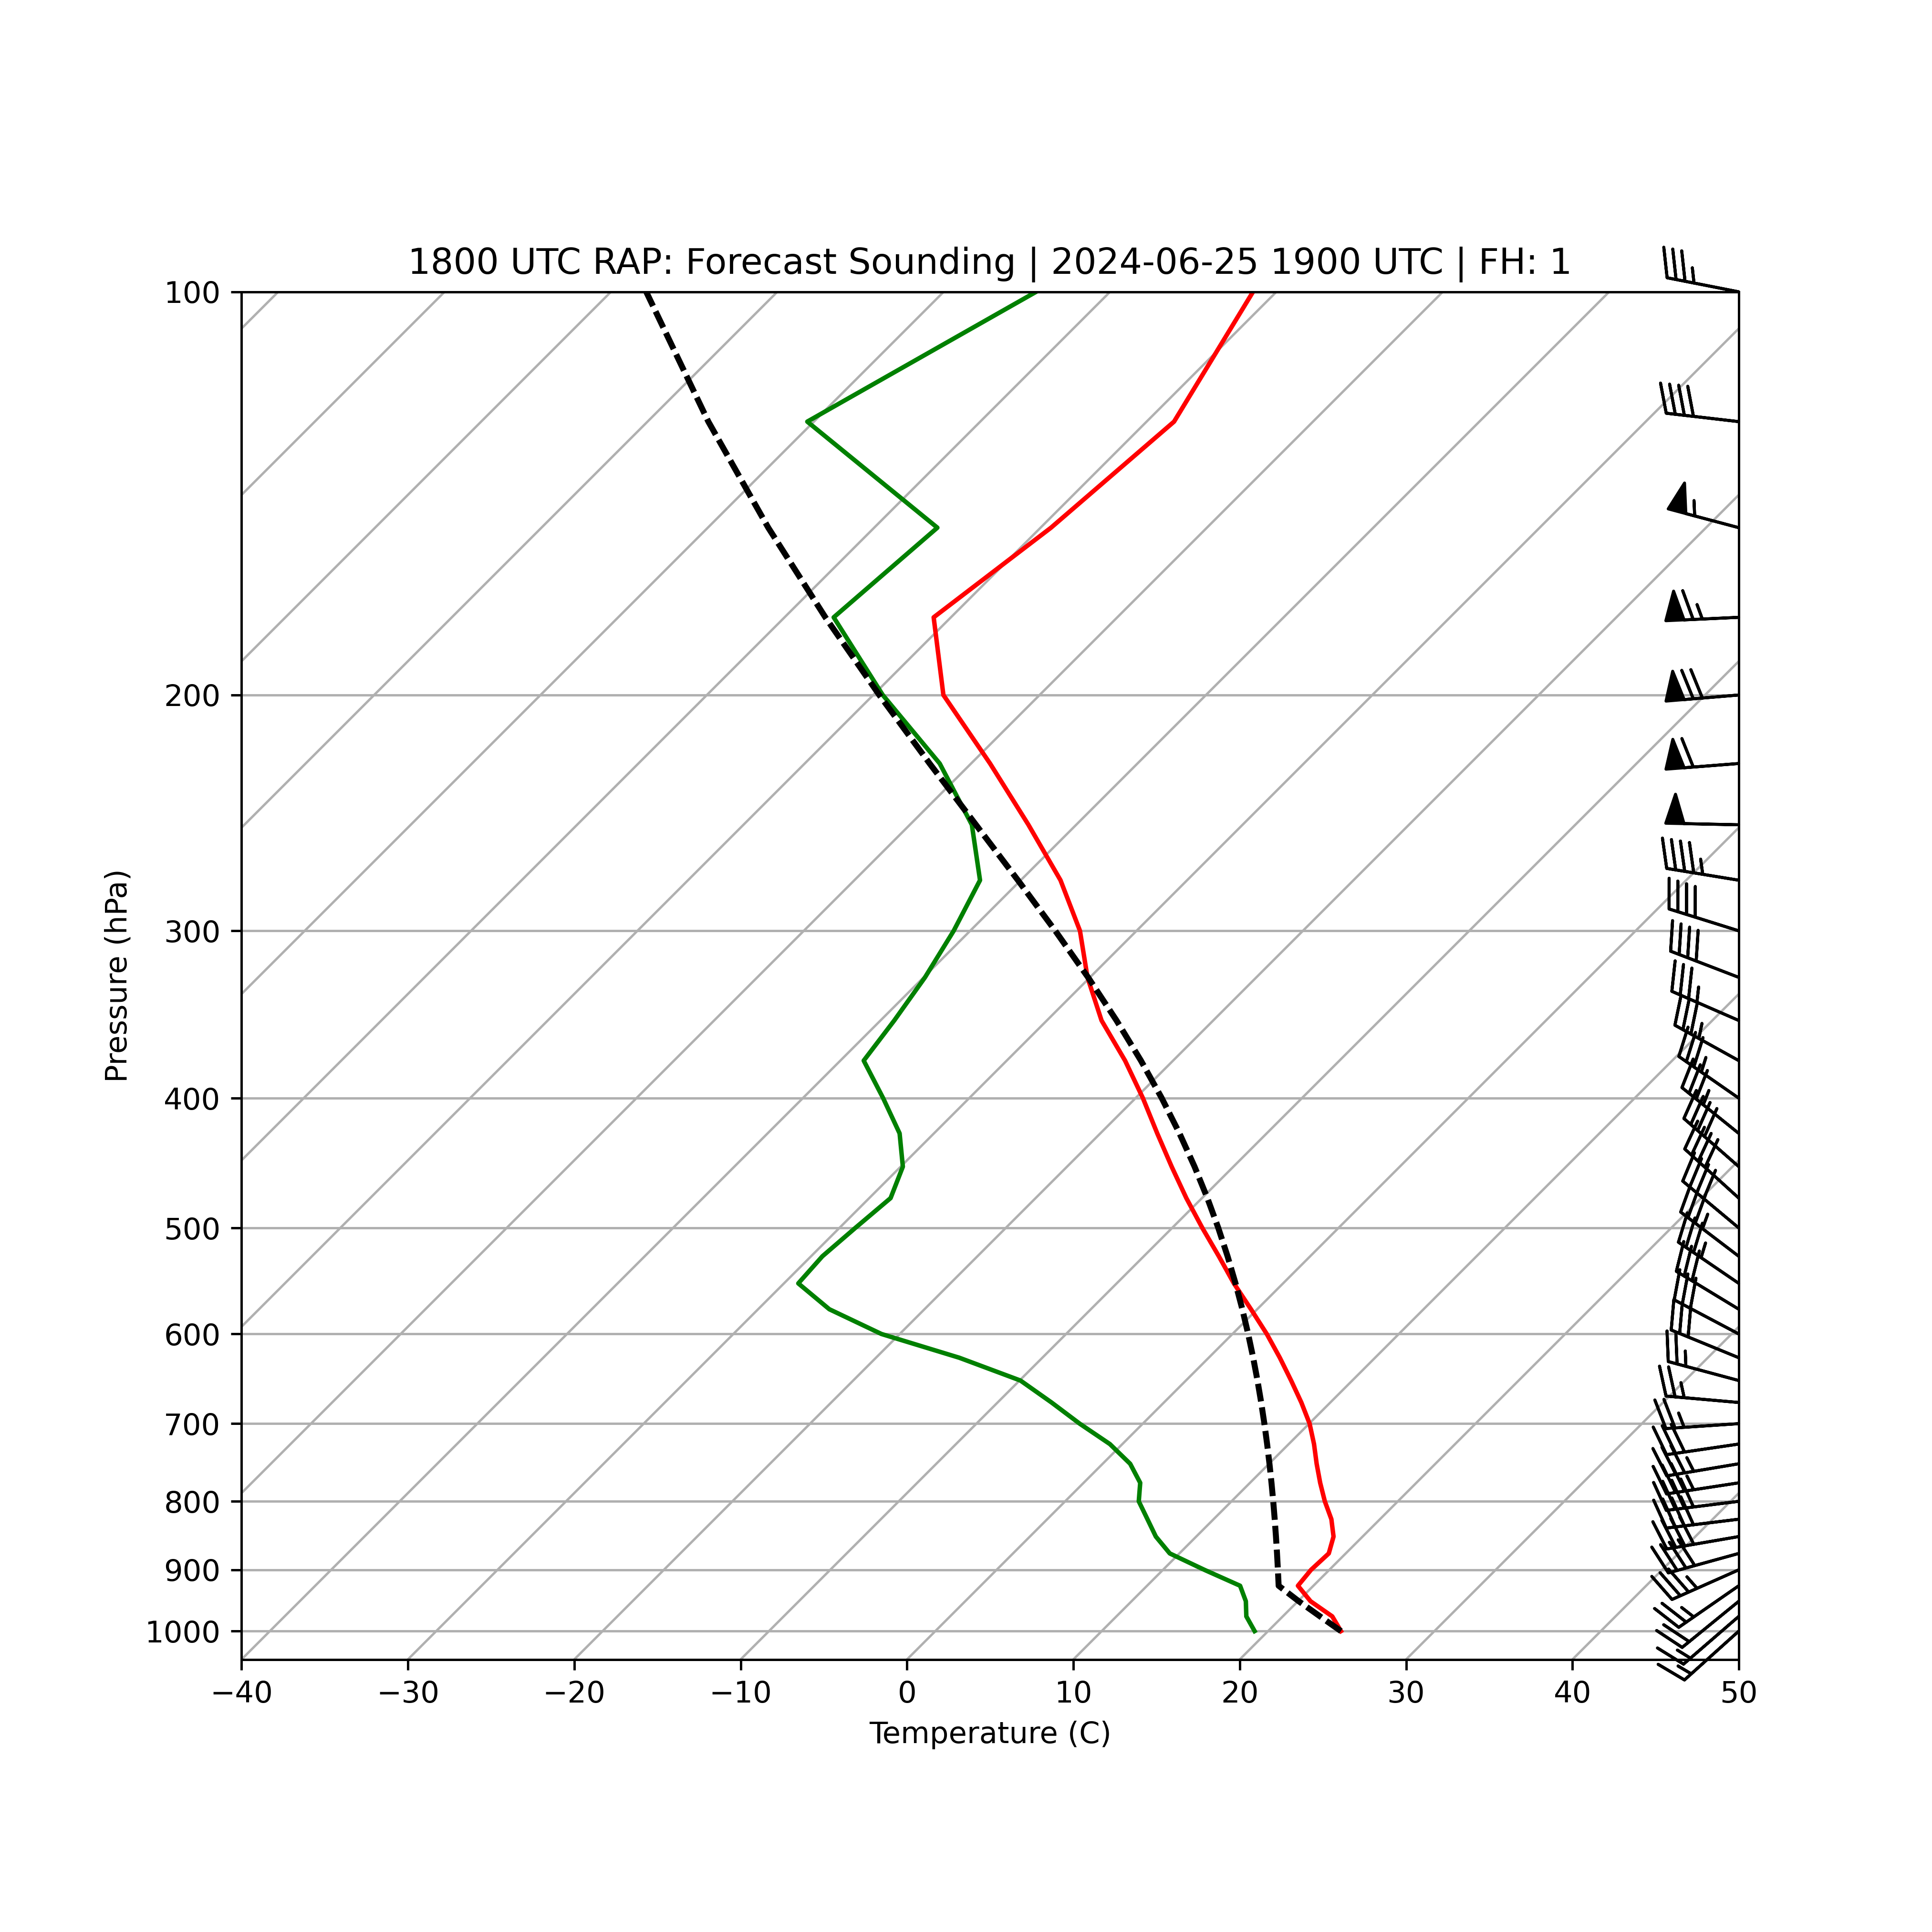 1800 UTC RAP: Forecast Sounding | 2024-06-25 1900 UTC | FH: 1
100
200
300
400
500
600
700
800
900
1000
Pressure (hPa)
−40 −30 −20 −10 0 10 20 30 40 50
Temperature (C)